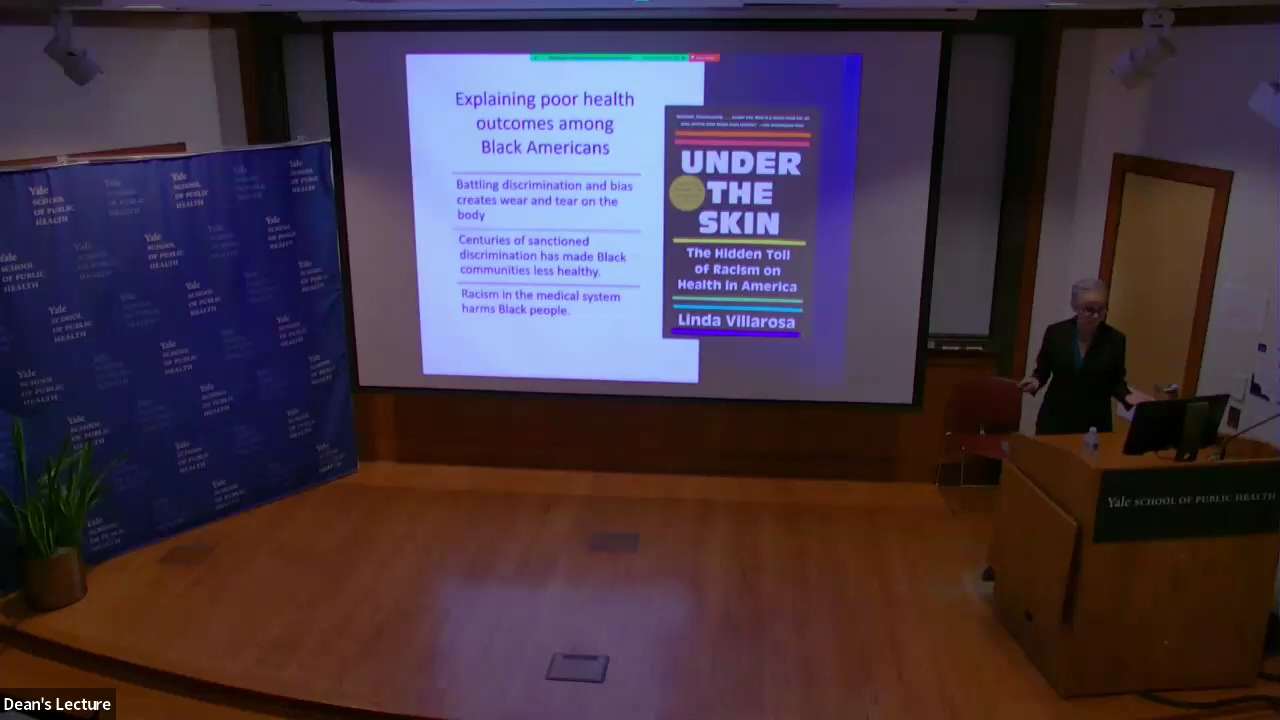 Explaining poor health
outcomes among
Black Americans
Battling discrimination and bias
creates wear and tear on the
body
Centuries of sanctioned
discrimination has made Black
communities less healthy.
Racism in the medical system
harms Black people.
UNDER
THE
SKIN
The Hidden Toll
of Racism on
Health in America
Linda Villarosa
Yale
SCHOOL
OF PUBLIC
HEALTH
Yale SCHOOL OF PUBLIC HEALTH
Dean's Lecture